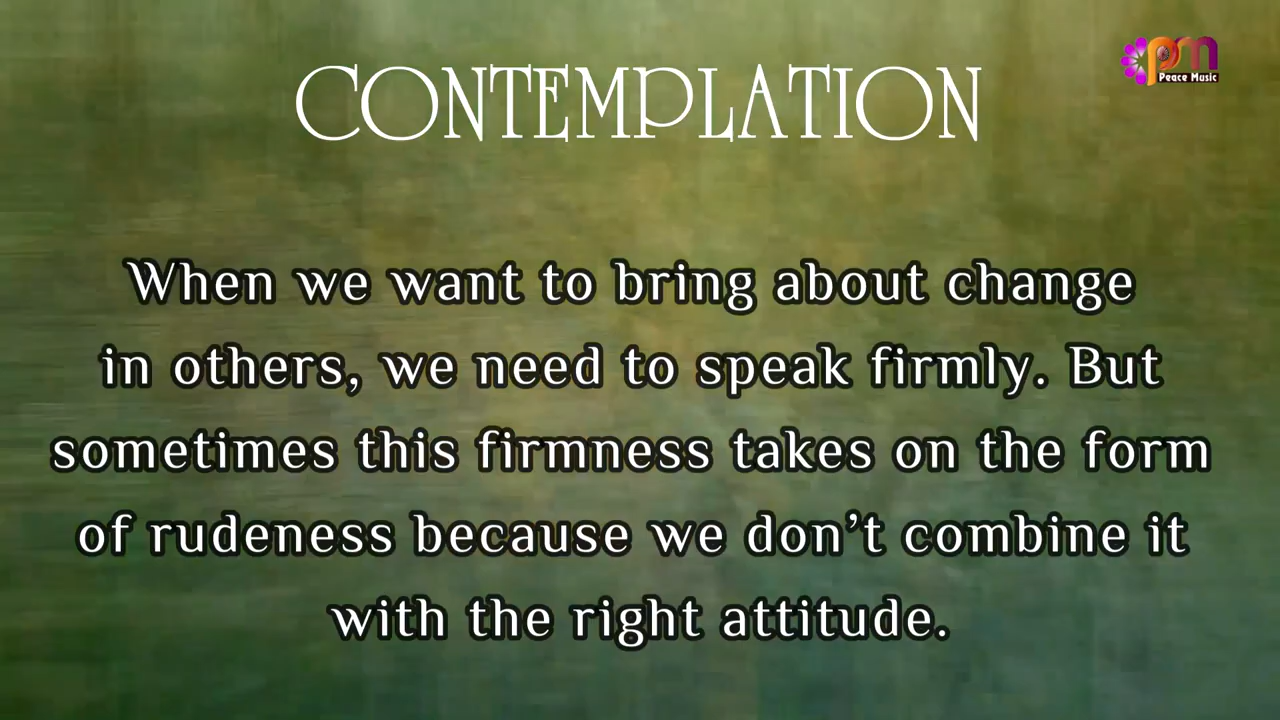 CONTEMPLATION
pm
Peace Music
When we want to bring about change
in others, we need to speak firmly. But
sometimes this firmness takes on the form
of rudeness because we don’t combine it
with the right attitude.